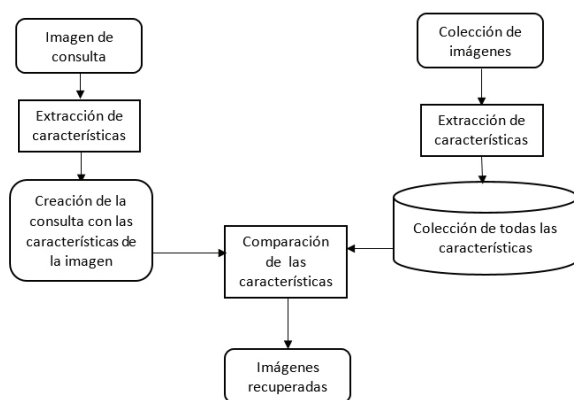 Imagen de
consulta
Extracción de
características
Creación de la
consulta con las
características de
la imagen
Colección de
imágenes
Extracción de
características
Colección de todas las
características
Comparación
de las
características
Imágenes
recuperadas